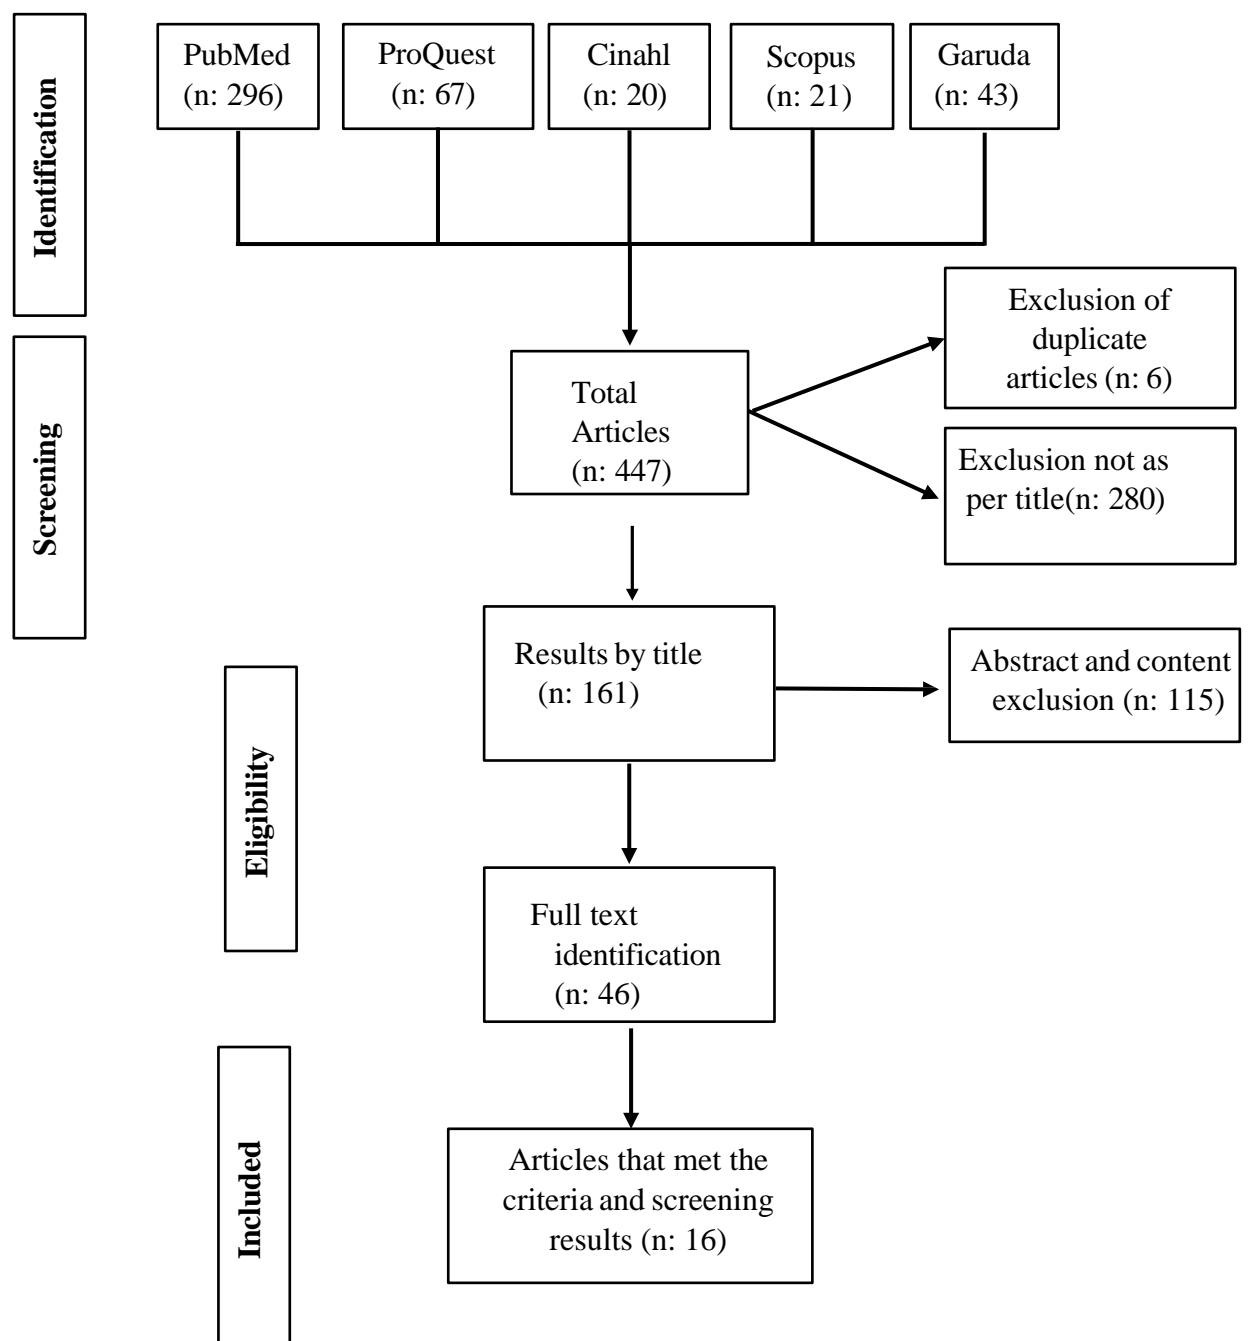 Identification
PubMed
(n: 296)
ProQuest
(n: 67)
Cinahl
(n: 20)
Scopus
(n: 21)
Garuda
(n: 43)
Screening
Total
Articles
(n: 447)
Exclusion of
duplicate
articles (n: 6)
Exclusion not as
per title(n: 280)
Results by title
(n: 161)
Abstract and content
exclusion (n: 115)
Eligibility
Full text
identification
(n: 46)
Included
Articles that met the
criteria and screening
results (n: 16)